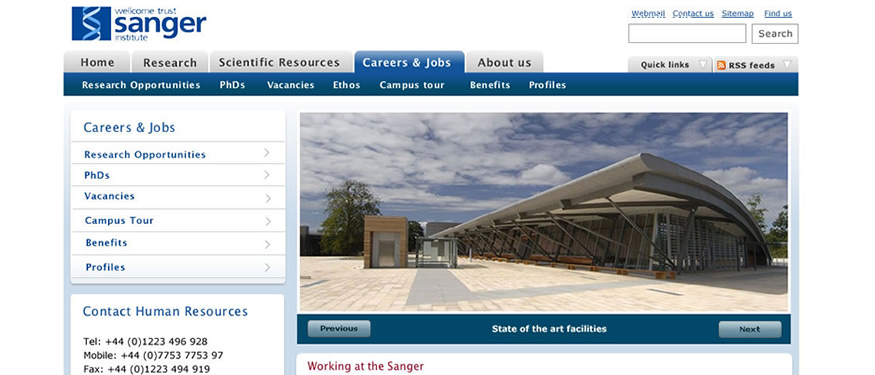 wellcome trust
sanger
institute
Webmail Contact us Sitemap Find us
Search
Home Research Scientific Resources Careers & Jobs About us
Quick links RSS feeds
Research Opportunities PhDs Vacancies Ethos Campus tour Benefits Profiles
Careers & Jobs
Research Opportunities
PhDs
Vacancies
Campus Tour
Benefits
Profiles
Contact Human Resources
Tel: +44 (0)1223 496 928
Mobile: +44 (0)7753 7753 97
Fax: +44 (0)1223 494 919
Previous State of the art facilities Next
Working at the Sanger